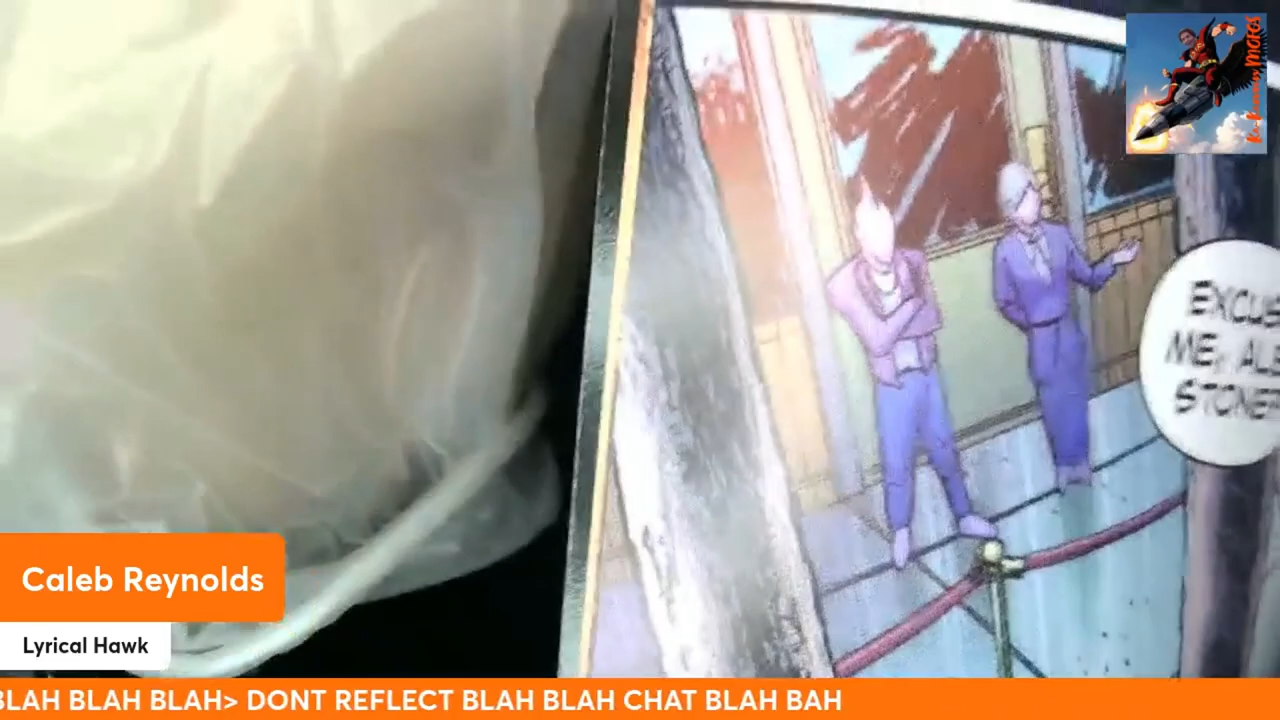 EXCUS
ME, AL
STONE
Caleb Reynolds
Lyrical Hawk
BLAH BLAH BLAH> DONT REFLECT BLAH BLAH CHAT BLAH BAH